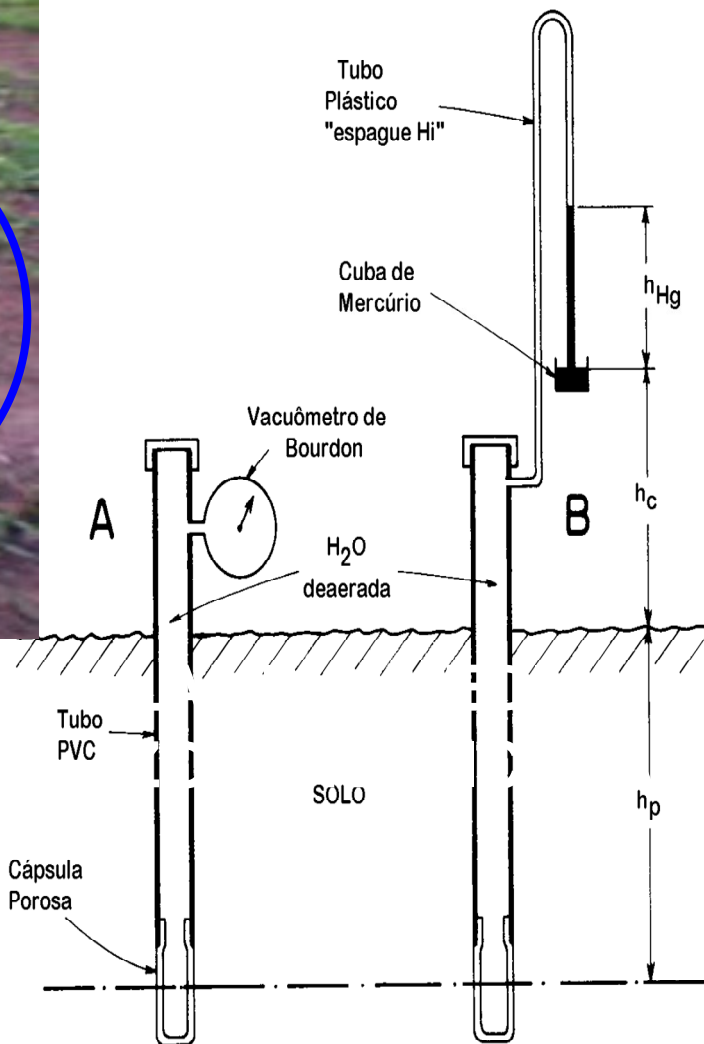 Tubo
Plástico
"espague Hi"
Cuba de
Mercúrio
hHg
Vacuômetro de
Bourdon
A
B
hc
H2O
deaerada
Tubo
PVC
SOLO
hp
Cápsula
Porosa